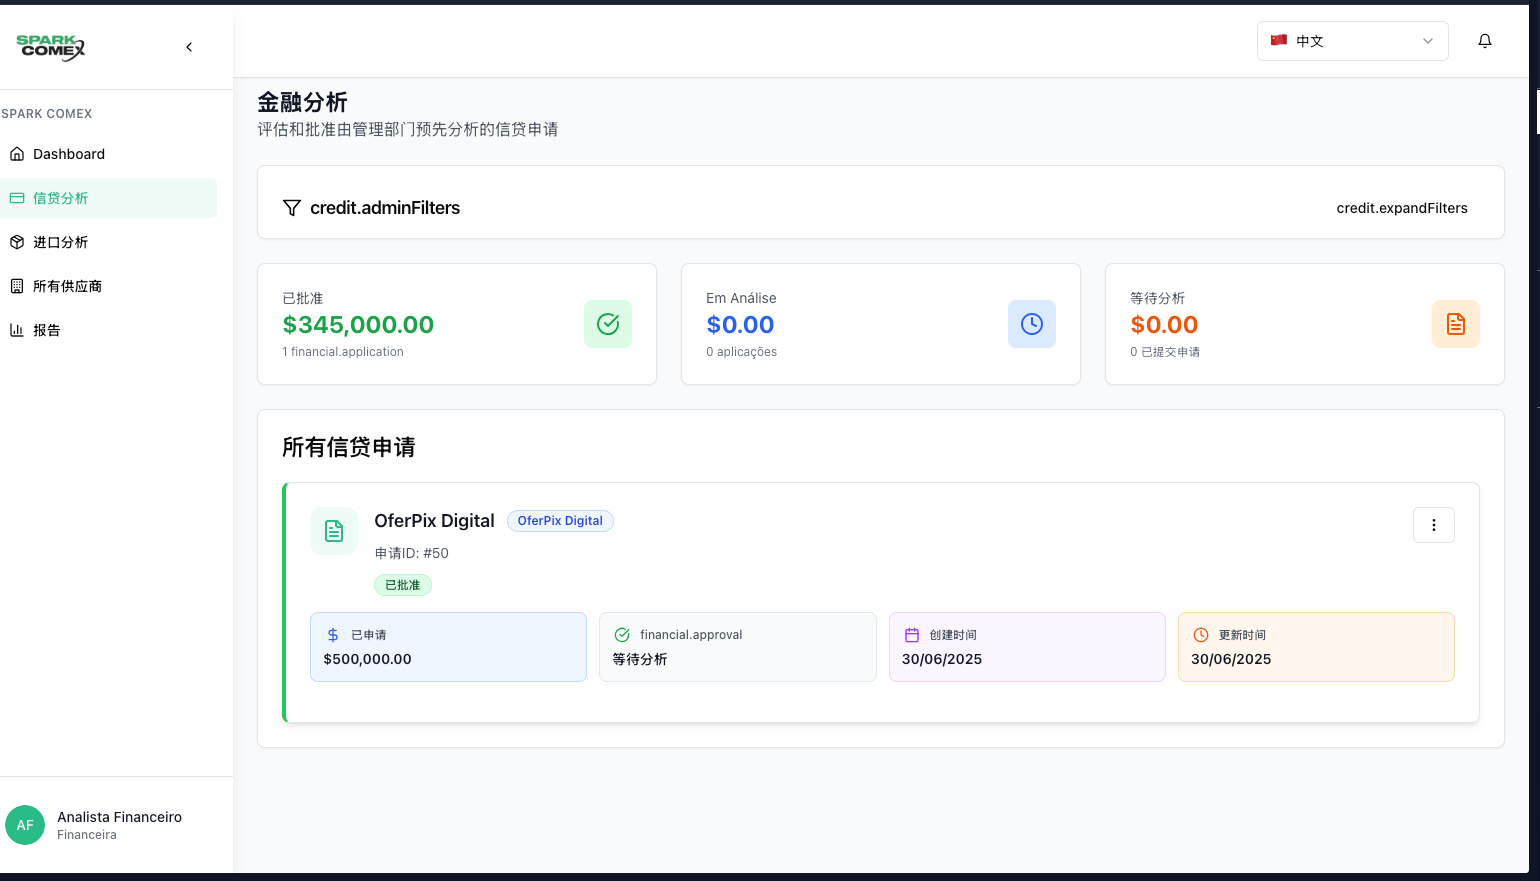 SPARK
COMEX
中文
SPARK COMEX
Dashboard
信贷分析
进口分析
所有供应商
报告
金融分析
评估和批准由管理部门预先分析的信贷申请
credit.adminFilters
credit.expandFilters
已批准
$345,000.00
1 financial.application
Em Análise
$0.00
0 aplicações
等待分析
$0.00
0 已提交申请
所有信贷申请
OferPix Digital
OferPix Digital
申请ID: #50
已批准
已申请
$500,000.00
financial.approval
等待分析
创建时间
30/06/2025
更新时间
30/06/2025
AF
Analista Financeiro
Financeira